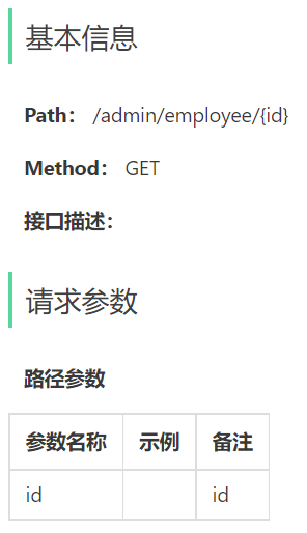 基本信息
Path： /admin/employee/{id}
Method： GET
接口描述：
请求参数
路径参数
参数名称 示例 备注
id id